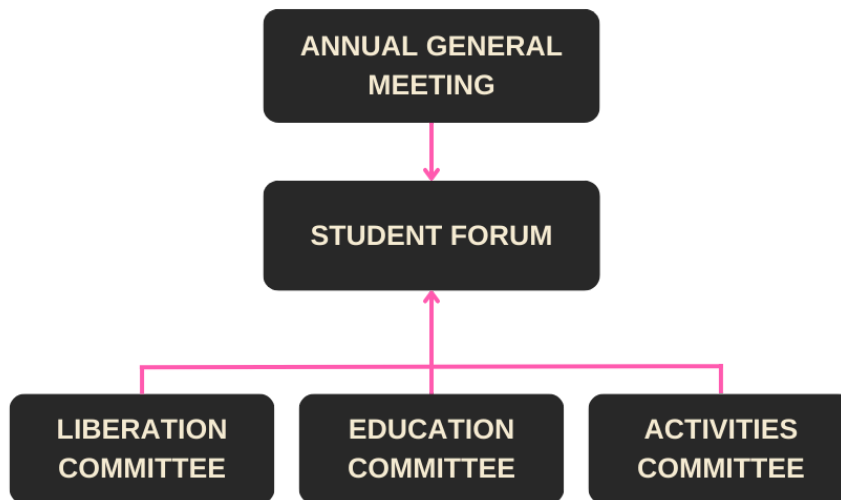 ANNUAL GENERAL
MEETING
STUDENT FORUM
LIBERATION
COMMITTEE
EDUCATION
COMMITTEE
ACTIVITIES
COMMITTEE